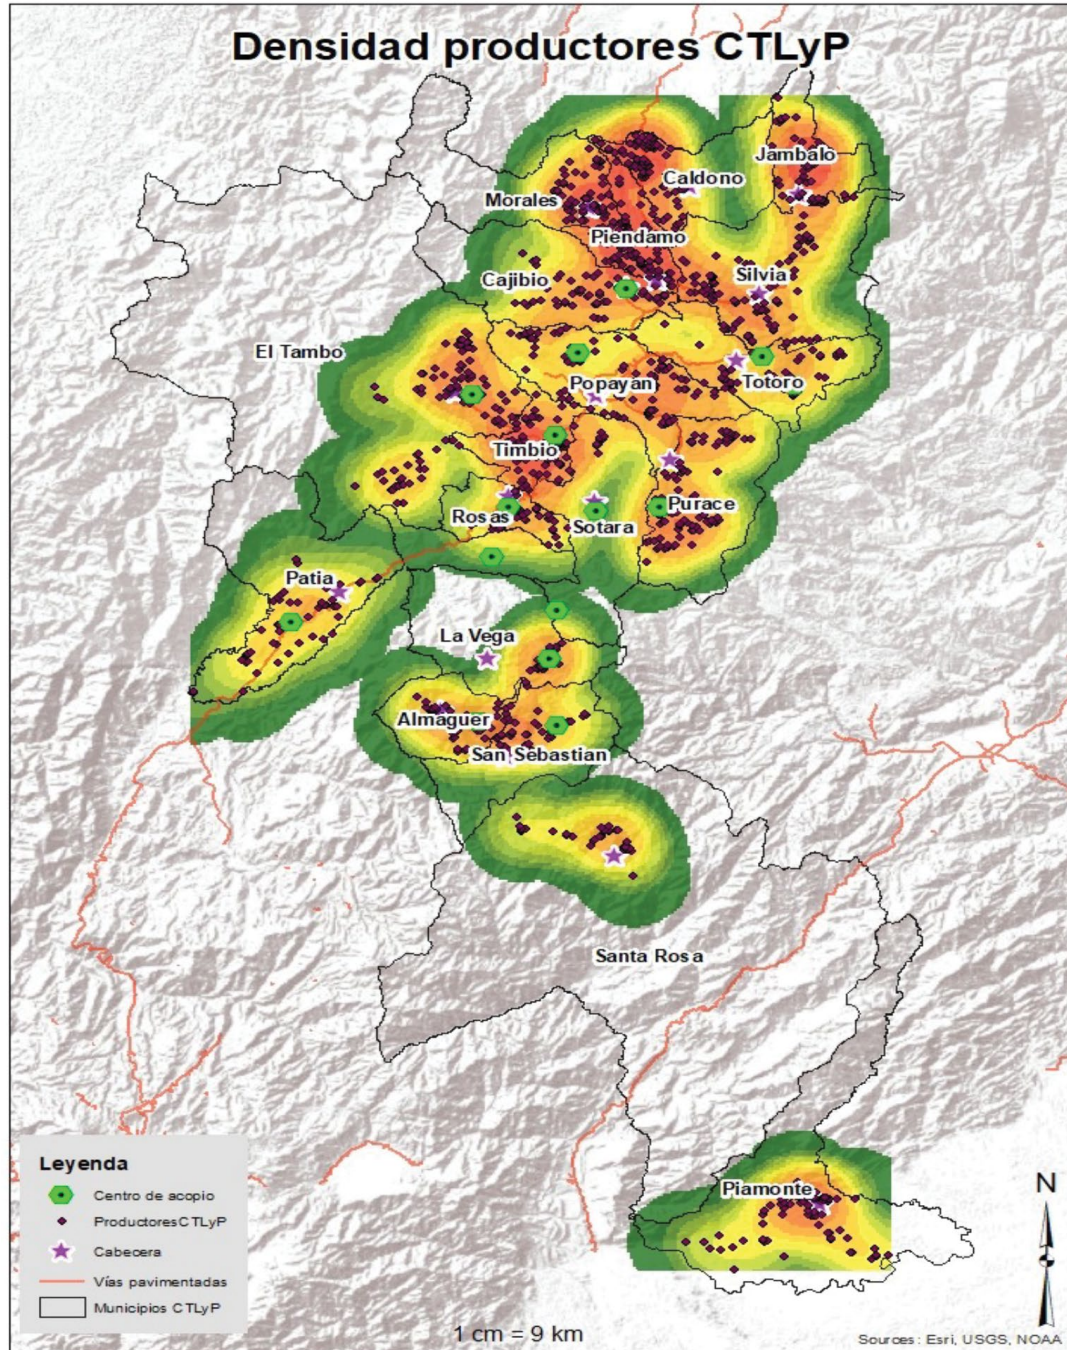 Densidad productores CTLyP
Jambalo
Caldono
Morales
Piendamo
Silvia
Cajibio
El Tambo
Popayan
Totoro
Timbio
Purace
Rosas
Sotara
Patia
La Vega
Almaguer
San Sebastian
Santa Rosa
Piamonte
Leyenda
Centro de acopio
ProductoresCTLyP
Cabecera
Vías pavimentadas
Municipios CTLyP
N
1 cm = 9 km
Sources: Esri, USGS, NOAA